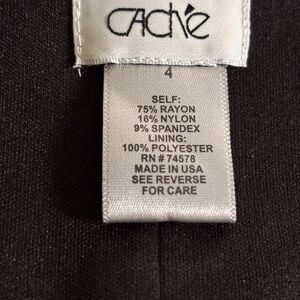 Caché
4
SELF:
75% RAYON
16% NYLON
9% SPANDEX
LINING:
100% POLYESTER
RN # 74578
MADE IN USA
SEE REVERSE
FOR CARE